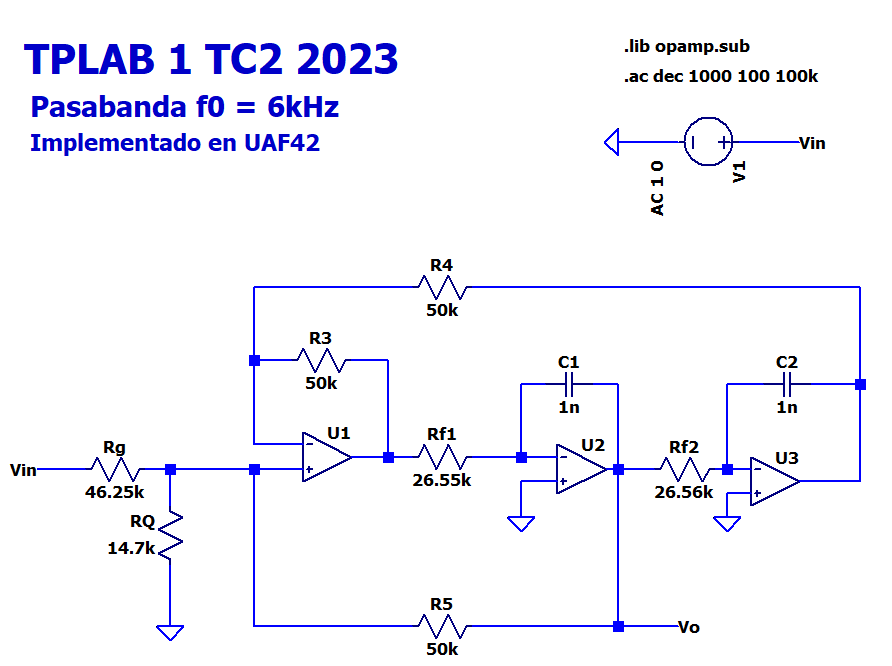 TPLAB 1 TC2 2023
Pasabanda f0 = 6kHz
Implementado en UAF42
.lib opamp.sub
.ac dec 1000 100 100k
Vin
AC 1 0
V1
R4
50k
R3
50k
C1
1n
C2
1n
U1
Rf1
26.55k
U2
Rf2
26.56k
U3
Vin
Rg
46.25k
RQ
14.7k
R5
50k
Vo